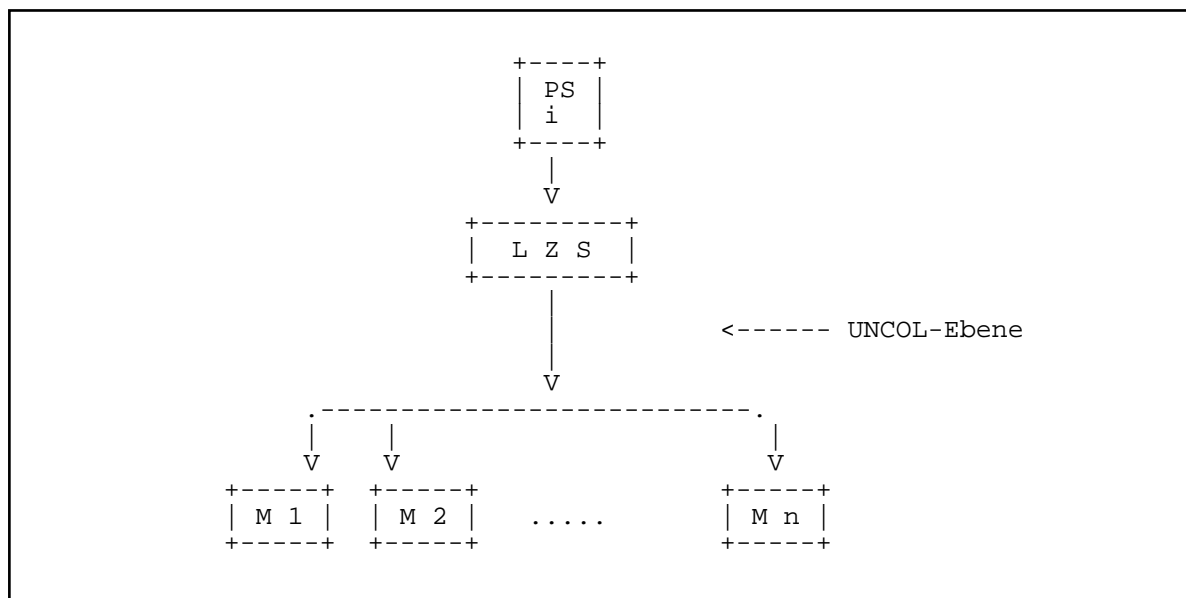 PS
i
L Z S
<------ UNCOL-Ebene
V
M 1
M 2
.....
M n